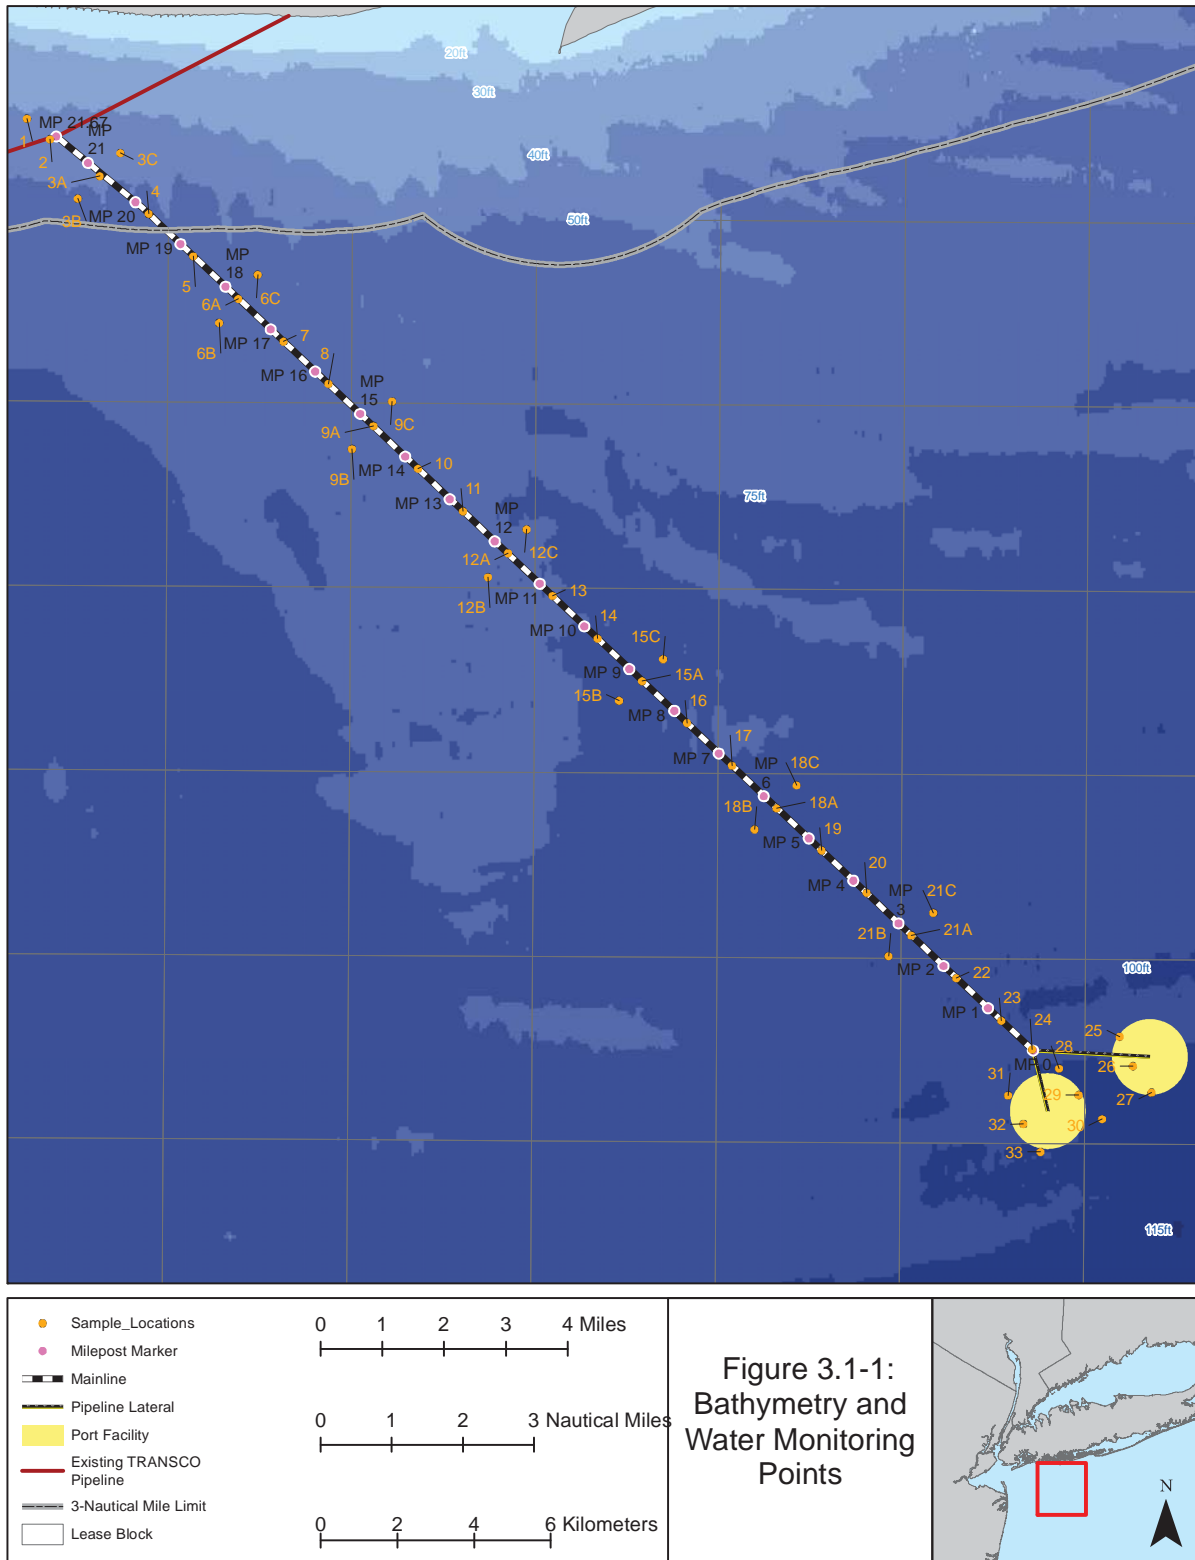 20ft
30ft
40ft
50ft
75ft
100ft
115ft
MP 21.67
1
2
MP
21
3C
3A
4
3B
MP 20
MP 19
MP
18
5
6A
6C
6B
MP 17
7
8
MP 16
MP
15
9A
9C
9B
MP 14
10
MP 13
11
MP
12
12A
12C
12B
MP 11
13
14
MP 10
15C
MP 9
15A
15B
MP 8
16
17
MP 7
MP
6
18C
18B
18A
MP 5
19
20
MP 4
MP
3
21C
21B
21A
MP 2
22
23
MP 1
24
25
28
MP 0
26
31
29
27
32
30
33
Sample_Locations
Milepost Marker
Mainline
Pipeline Lateral
Port Facility
Existing TRANSCO
Pipeline
3-Nautical Mile Limit
Lease Block
0 1 2 3 4 Miles
0 1 2 3 Nautical Miles
0 2 4 6 Kilometers
Figure 3.1-1:
Bathymetry and
Water Monitoring
Points
N